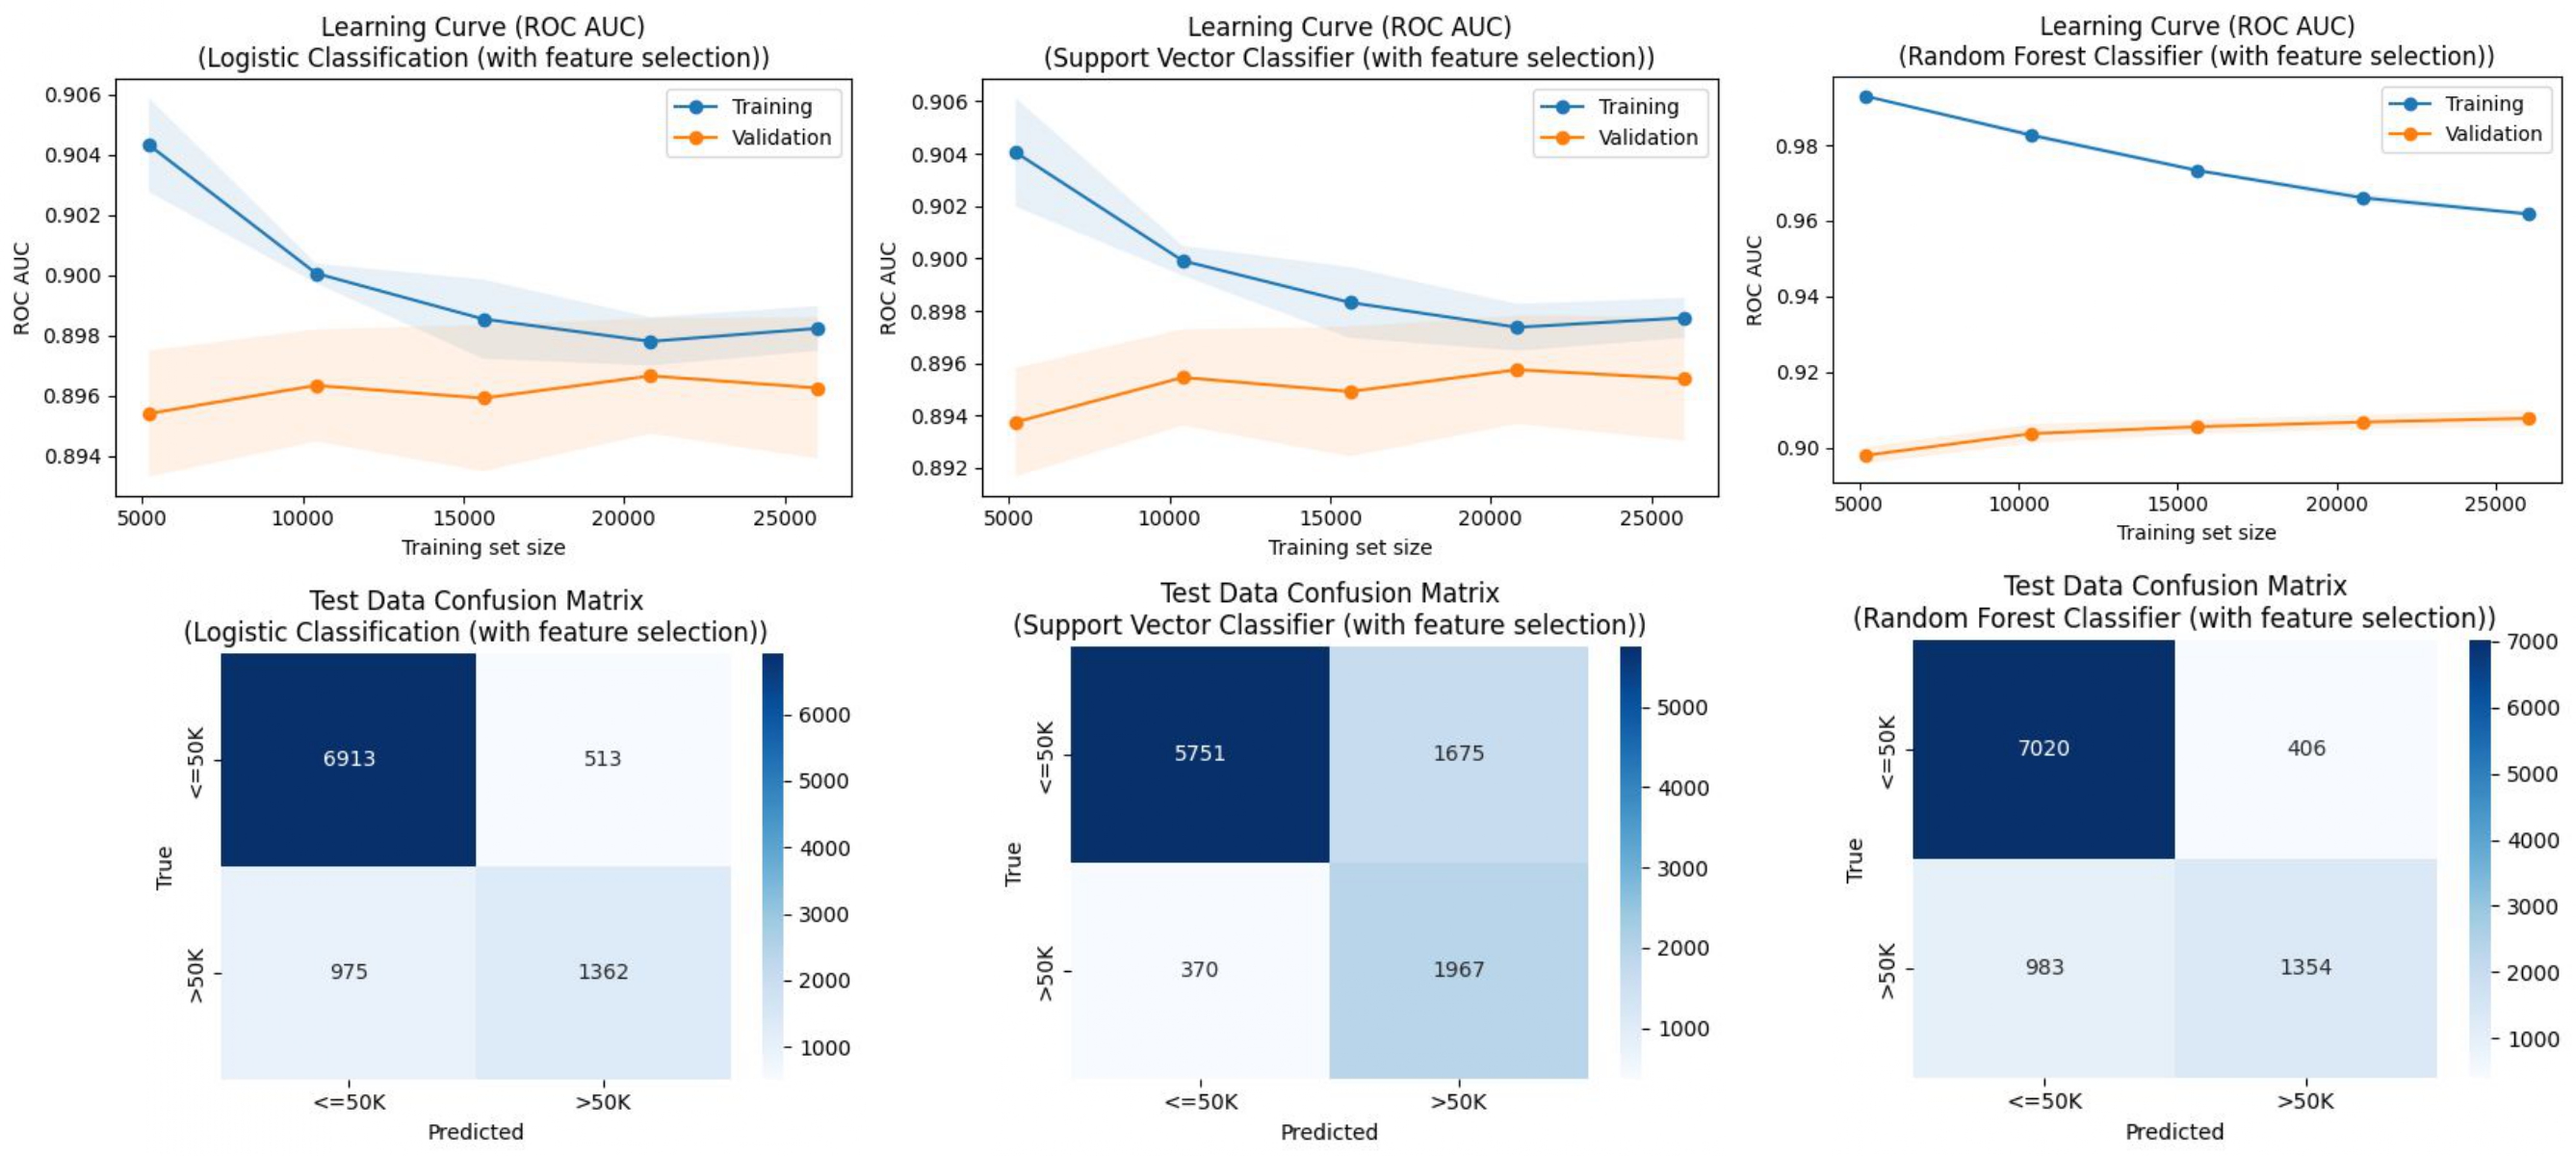 Learning Curve (ROC AUC)
(Logistic Classification (with feature selection))
0.906
0.904
0.902
0.900
0.898
0.896
0.894
ROC AUC
Training
Validation
5000 10000 15000 20000 25000
Training set size
Learning Curve (ROC AUC)
(Support Vector Classifier (with feature selection))
0.906
0.904
0.902
0.900
0.898
0.896
0.894
0.892
ROC AUC
Training
Validation
5000 10000 15000 20000 25000
Training set size
Learning Curve (ROC AUC)
(Random Forest Classifier (with feature selection))
0.98
0.96
0.94
0.92
0.90
ROC AUC
Training
Validation
5000 10000 15000 20000 25000
Training set size
Test Data Confusion Matrix
(Logistic Classification (with feature selection))
<=50K
>50K
True
6913 513
975 1362
<=50K >50K
Predicted
6000
5000
4000
3000
2000
1000
Test Data Confusion Matrix
(Support Vector Classifier (with feature selection))
<=50K
>50K
True
5751 1675
370 1967
<=50K >50K
Predicted
5000
4000
3000
2000
1000
Test Data Confusion Matrix
(Random Forest Classifier (with feature selection))
<=50K
>50K
True
7020 406
983 1354
<=50K >50K
Predicted
7000
6000
5000
4000
3000
2000
1000